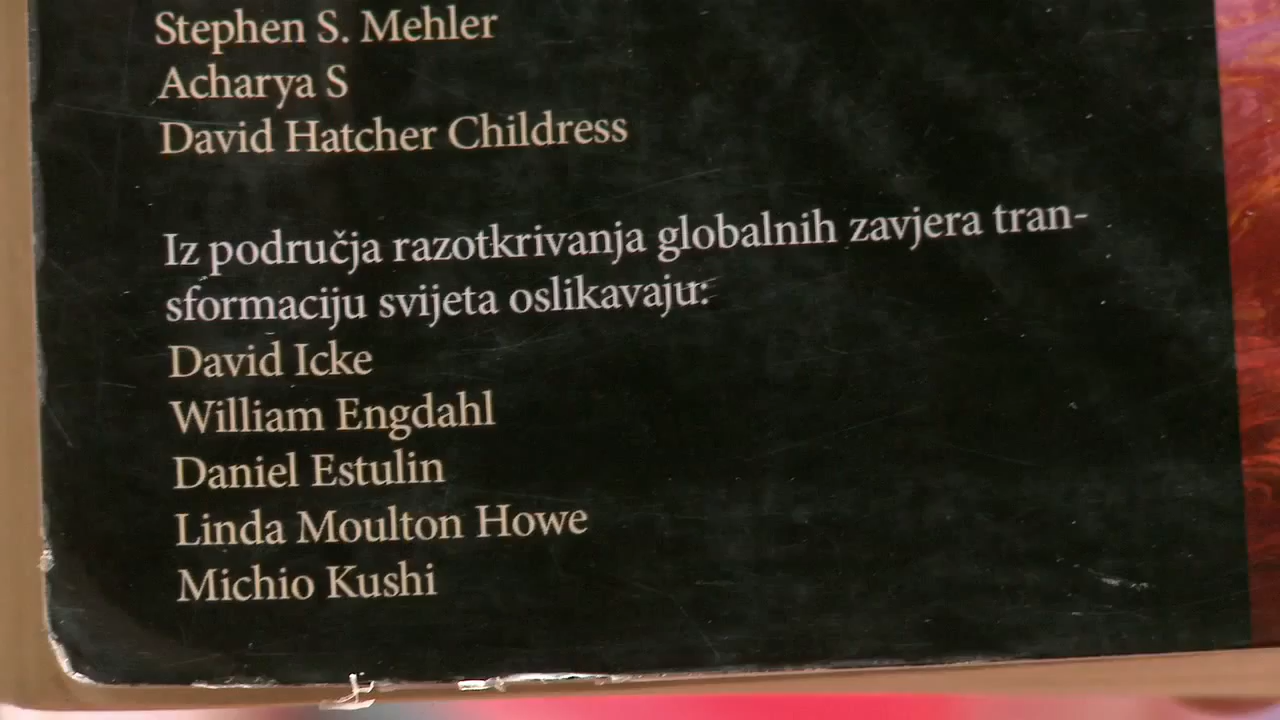 Stephen S. Mehler
Acharya S
David Hatcher Childress
Iz područja razotkrivanja globalnih zavjera tran-
sformaciju svijeta oslikavaju:
David Icke
William Engdahl
Daniel Estulin
Linda Moulton Howe
Michio Kushi